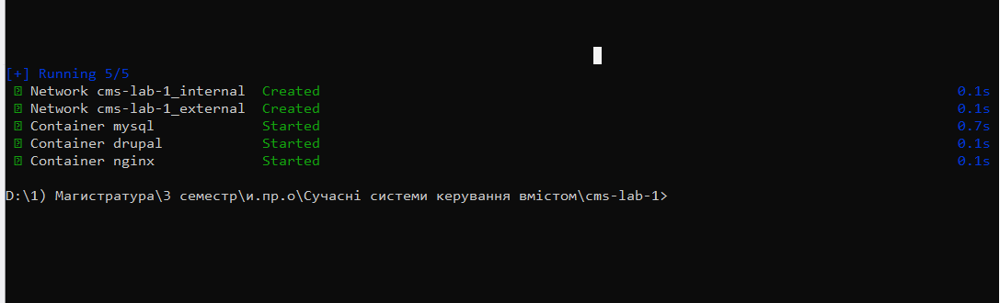 [+] Running 5/5
Network cms-lab-1_internal Created 0.1s
Network cms-lab-1_external Created 0.1s
Container mysql Started 0.7s
Container drupal Started 0.1s
Container nginx Started 0.1s
D:\1) Магистратура\3 семестр\и.пр.о\Сучасні системи керування вмістом\cms-lab-1>